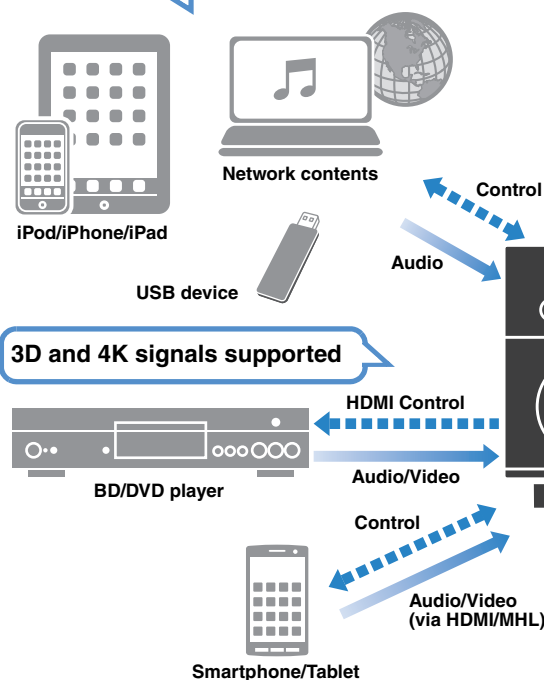 Network contents
Control
iPod/iPhone/iPad
Audio
USB device
3D and 4K signals supported
HDMI Control
Audio/Video
BD/DVD player
Control
Audio/Video
(via HDMI/MHL)
Smartphone/Tablet